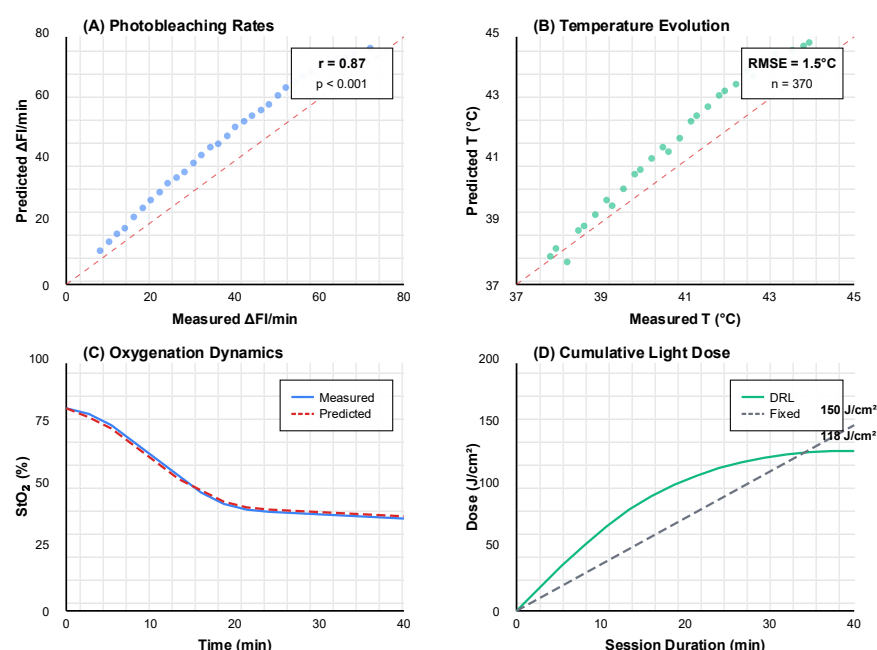 (A) Photobleaching Rates
80
60
40
20
0
0 20 40 60 80
Predicted ΔFI/min
Measured ΔFI/min
r = 0.87
p < 0.001
(B) Temperature Evolution
45
43
41
39
37
37 39 41 43 45
Predicted T (°C)
Measured T (°C)
RMSE = 1.5°C
n = 370
(C) Oxygenation Dynamics
100
75
50
25
0
0 10 20 30 40
StO₂ (%)
Time (min)
Measured
Predicted
(D) Cumulative Light Dose
200
150
100
50
0
0 10 20 30 40
Dose (J/cm²)
Session Duration (min)
DRL
Fixed
150 J/cm²
118 J/cm²